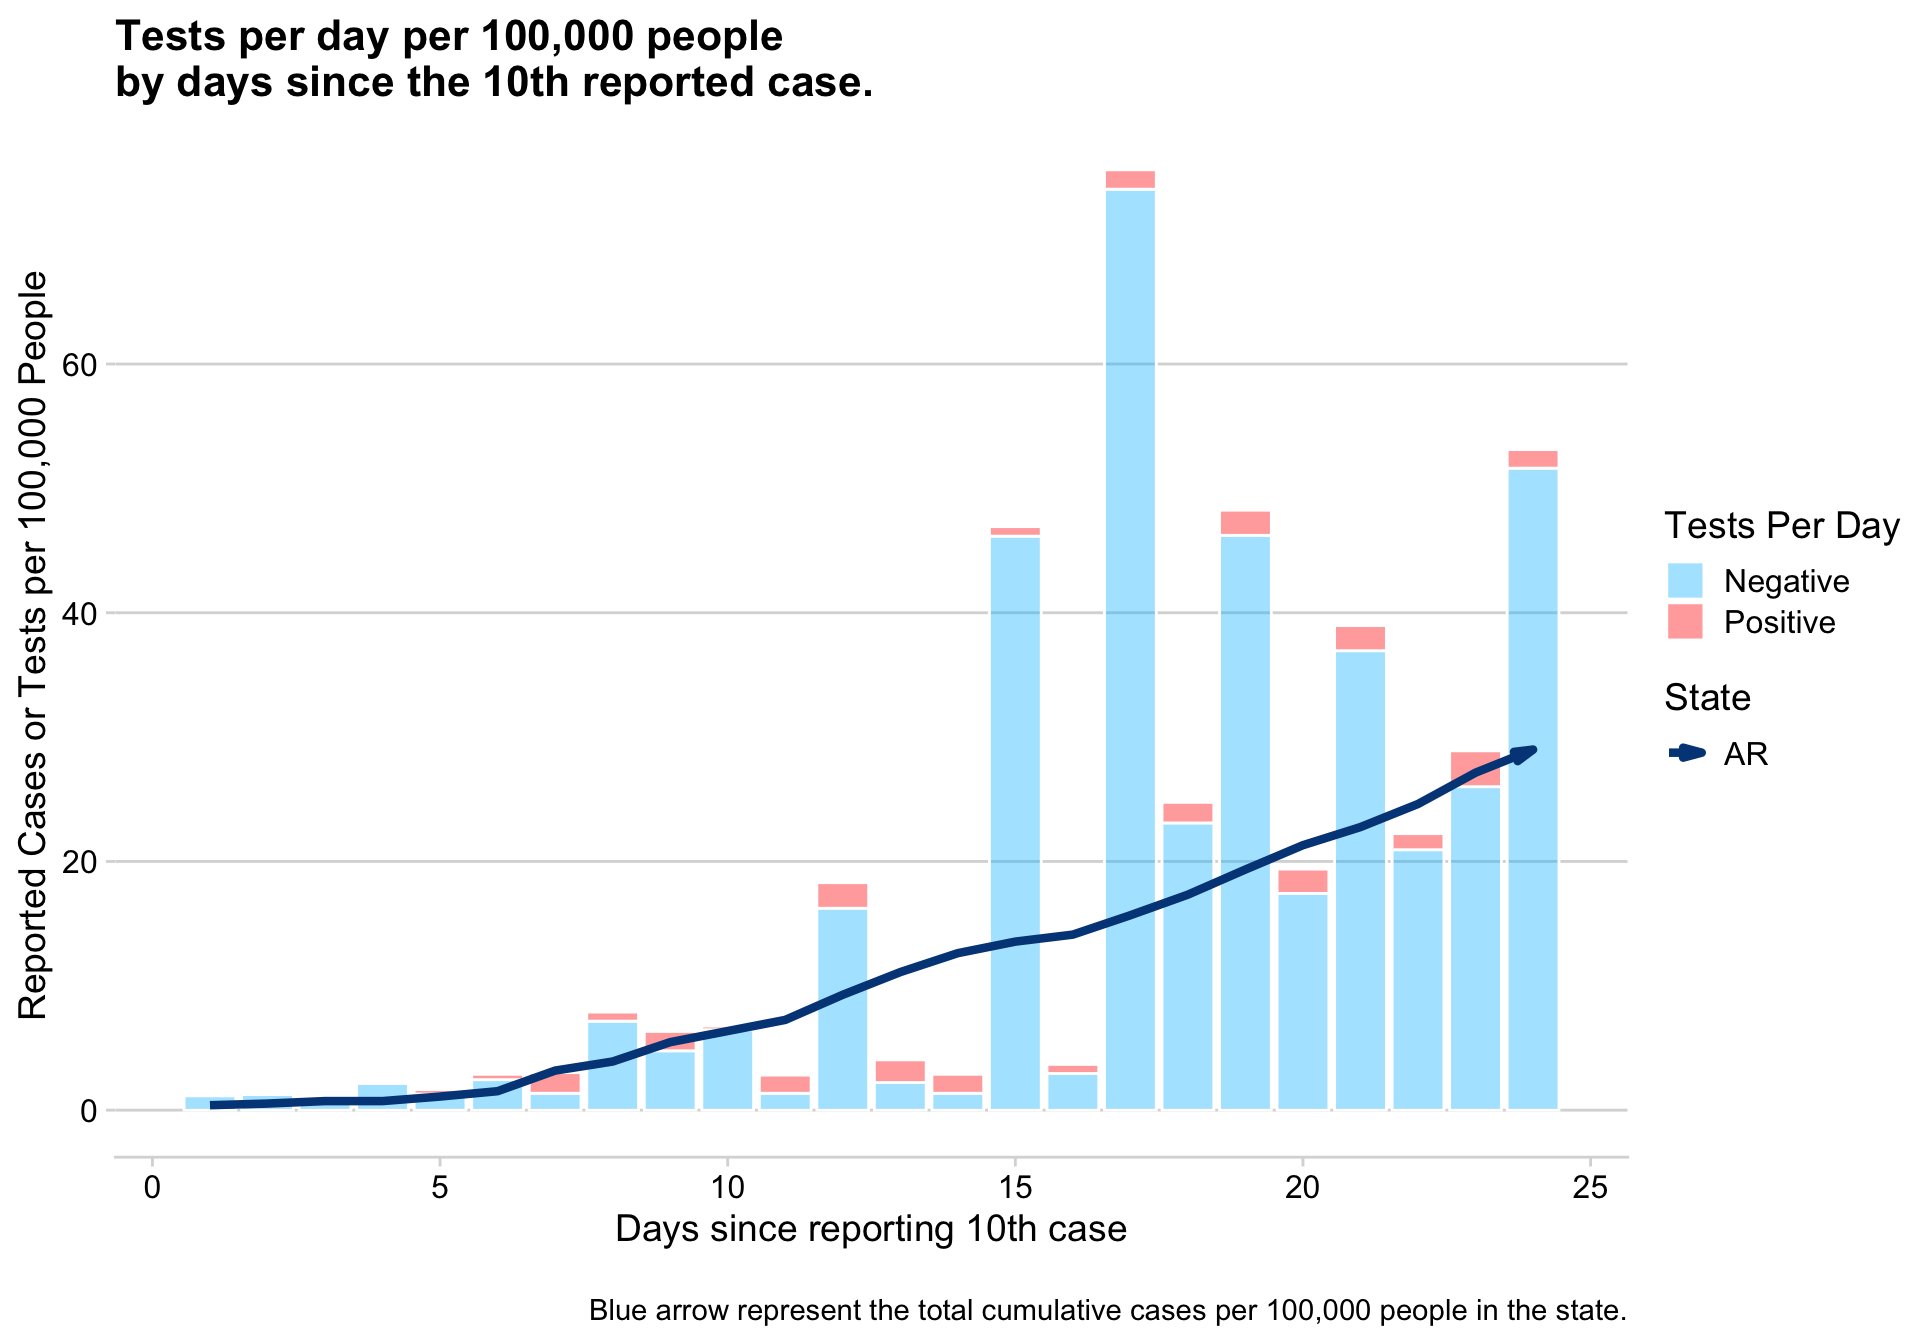 Tests per day per 100,000 people
by days since the 10th reported case.
Reported Cases or Tests per 100,000 People
60
40
20
0
0 5 10 15 20 25
Days since reporting 10th case
Tests Per Day
Negative
Positive
State
AR
Blue arrow represent the total cumulative cases per 100,000 people in the state.